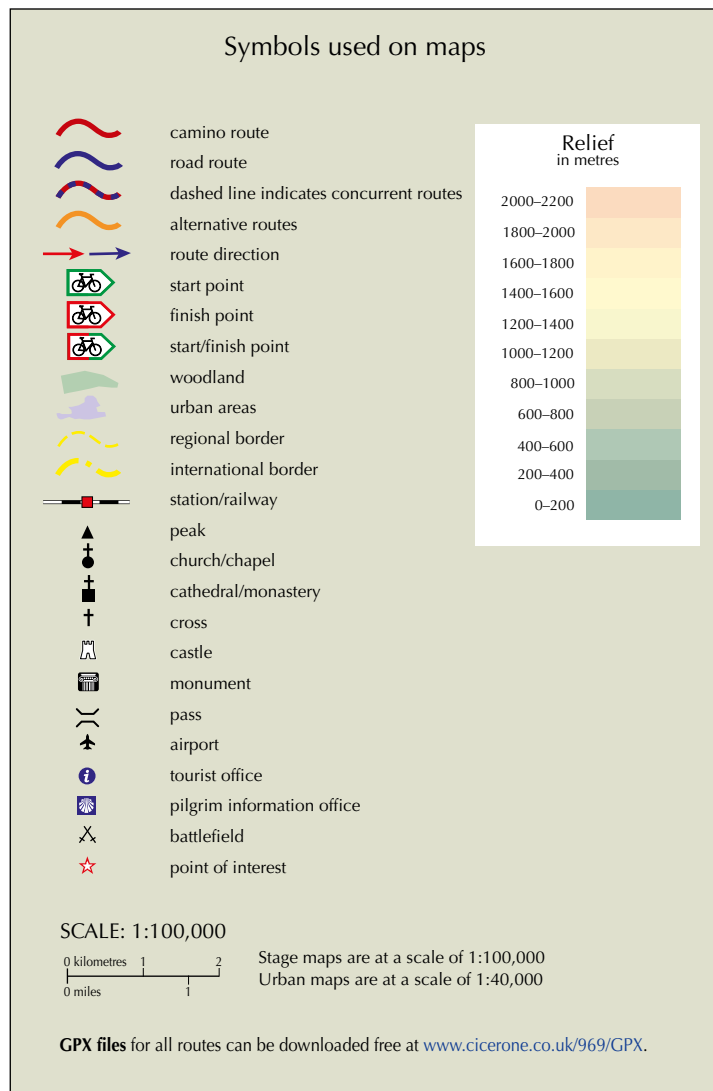 Symbols used on maps
camino route
road route
dashed line indicates concurrent routes
alternative routes
route direction
start point
finish point
start/finish point
woodland
urban areas
regional border
international border
station/railway
peak
church/chapel
cathedral/monastery
cross
castle
monument
pass
airport
tourist office
pilgrim information office
battlefield
point of interest
Relief
in metres
2000–2200
1800–2000
1600–1800
1400–1600
1200–1400
1000–1200
800–1000
600–800
400–600
200–400
0–200
SCALE: 1:100,000
0 kilometres 1 2
0 miles 1
Stage maps are at a scale of 1:100,000
Urban maps are at a scale of 1:40,000
GPX files for all routes can be downloaded free at www.cicerone.co.uk/969/GPX.